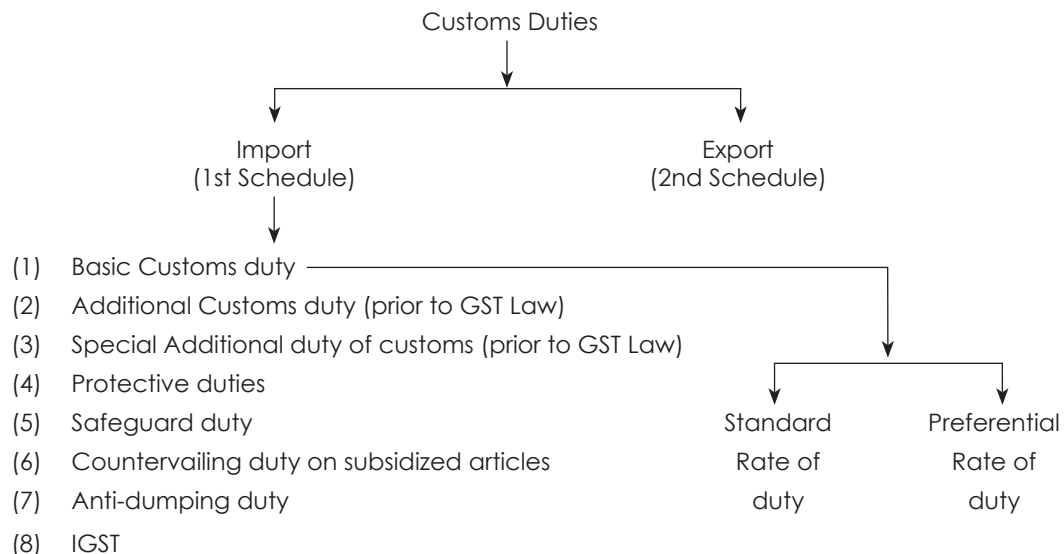 Customs Duties
Import
(1st Schedule)
Export
(2nd Schedule)
(1) Basic Customs duty
(2) Additional Customs duty (prior to GST Law)
(3) Special Additional duty of customs (prior to GST Law)
(4) Protective duties
(5) Safeguard duty
(6) Countervailing duty on subsidized articles
(7) Anti-dumping duty
(8) IGST
Standard
Rate of
duty
Preferential
Rate of
duty